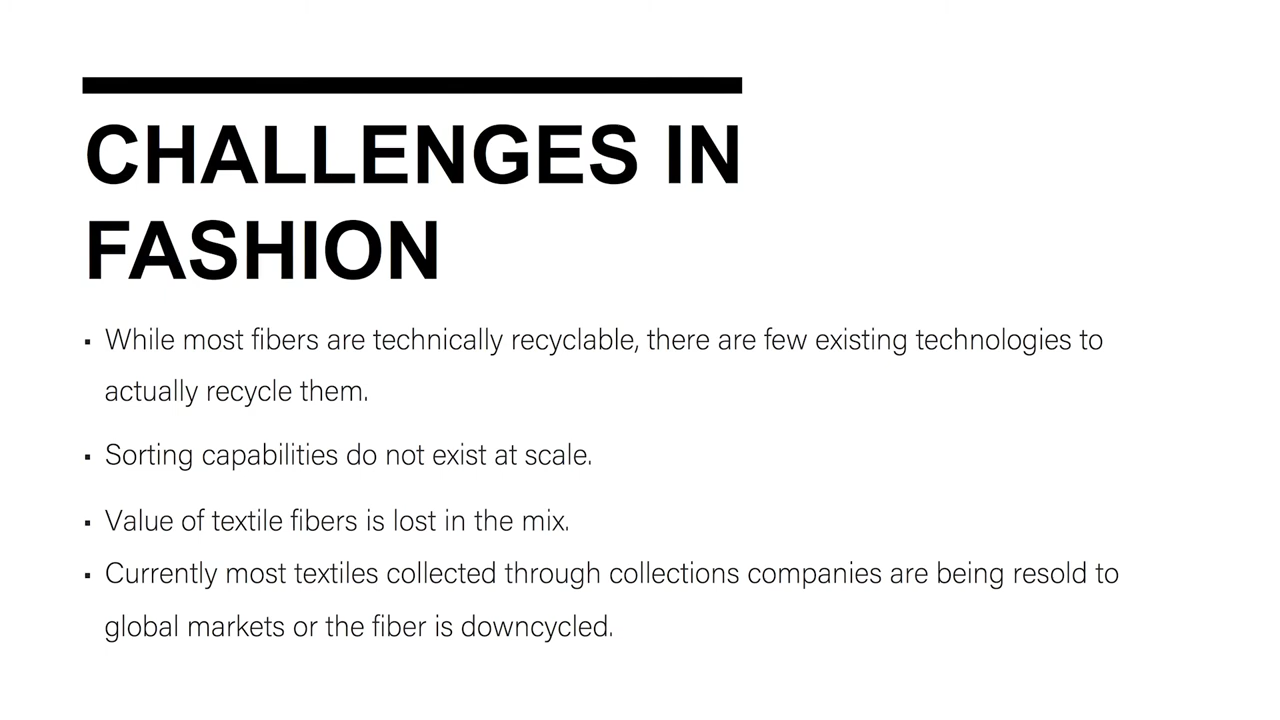 CHALLENGES IN
FASHION
▪ While most fibers are technically recyclable, there are few existing technologies to
actually recycle them.
▪ Sorting capabilities do not exist at scale.
▪ Value of textile fibers is lost in the mix.
▪ Currently most textiles collected through collections companies are being resold to
global markets or the fiber is downcycled.